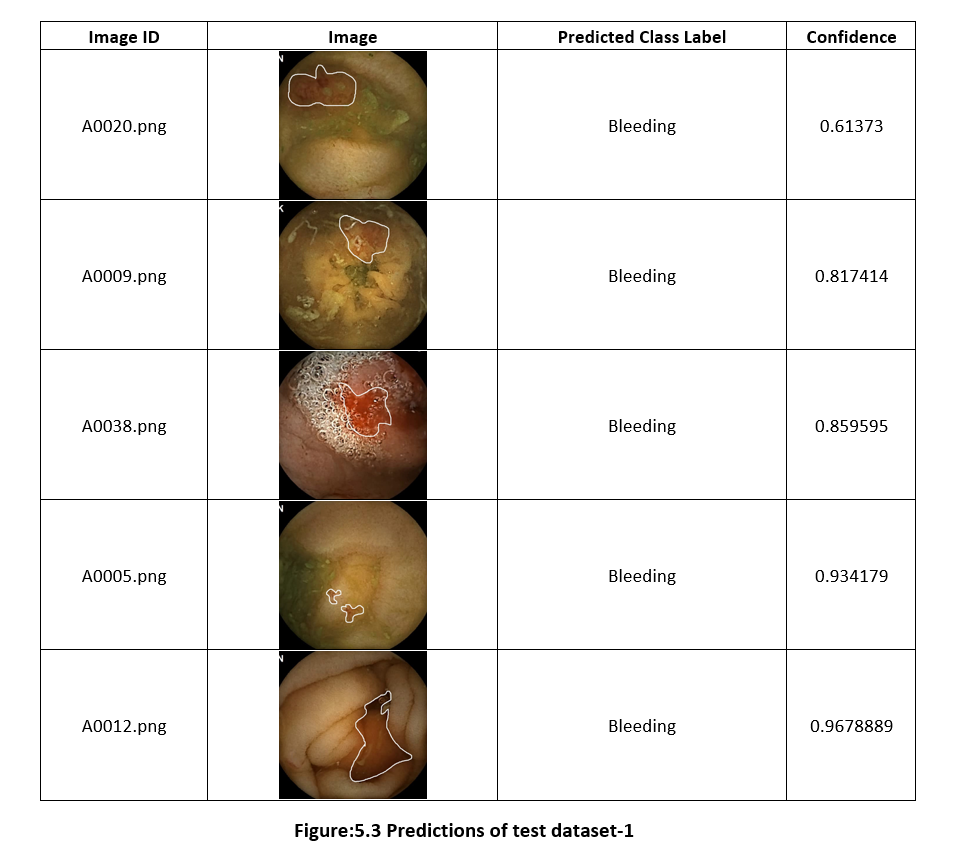 Image ID Image Predicted Class Label Confidence
N
A0020.png Bleeding 0.61373
K
A0009.png Bleeding 0.817414
A0038.png Bleeding 0.859595
N
A0005.png Bleeding 0.934179
N
A0012.png Bleeding 0.9678889
Figure:5.3 Predictions of test dataset-1